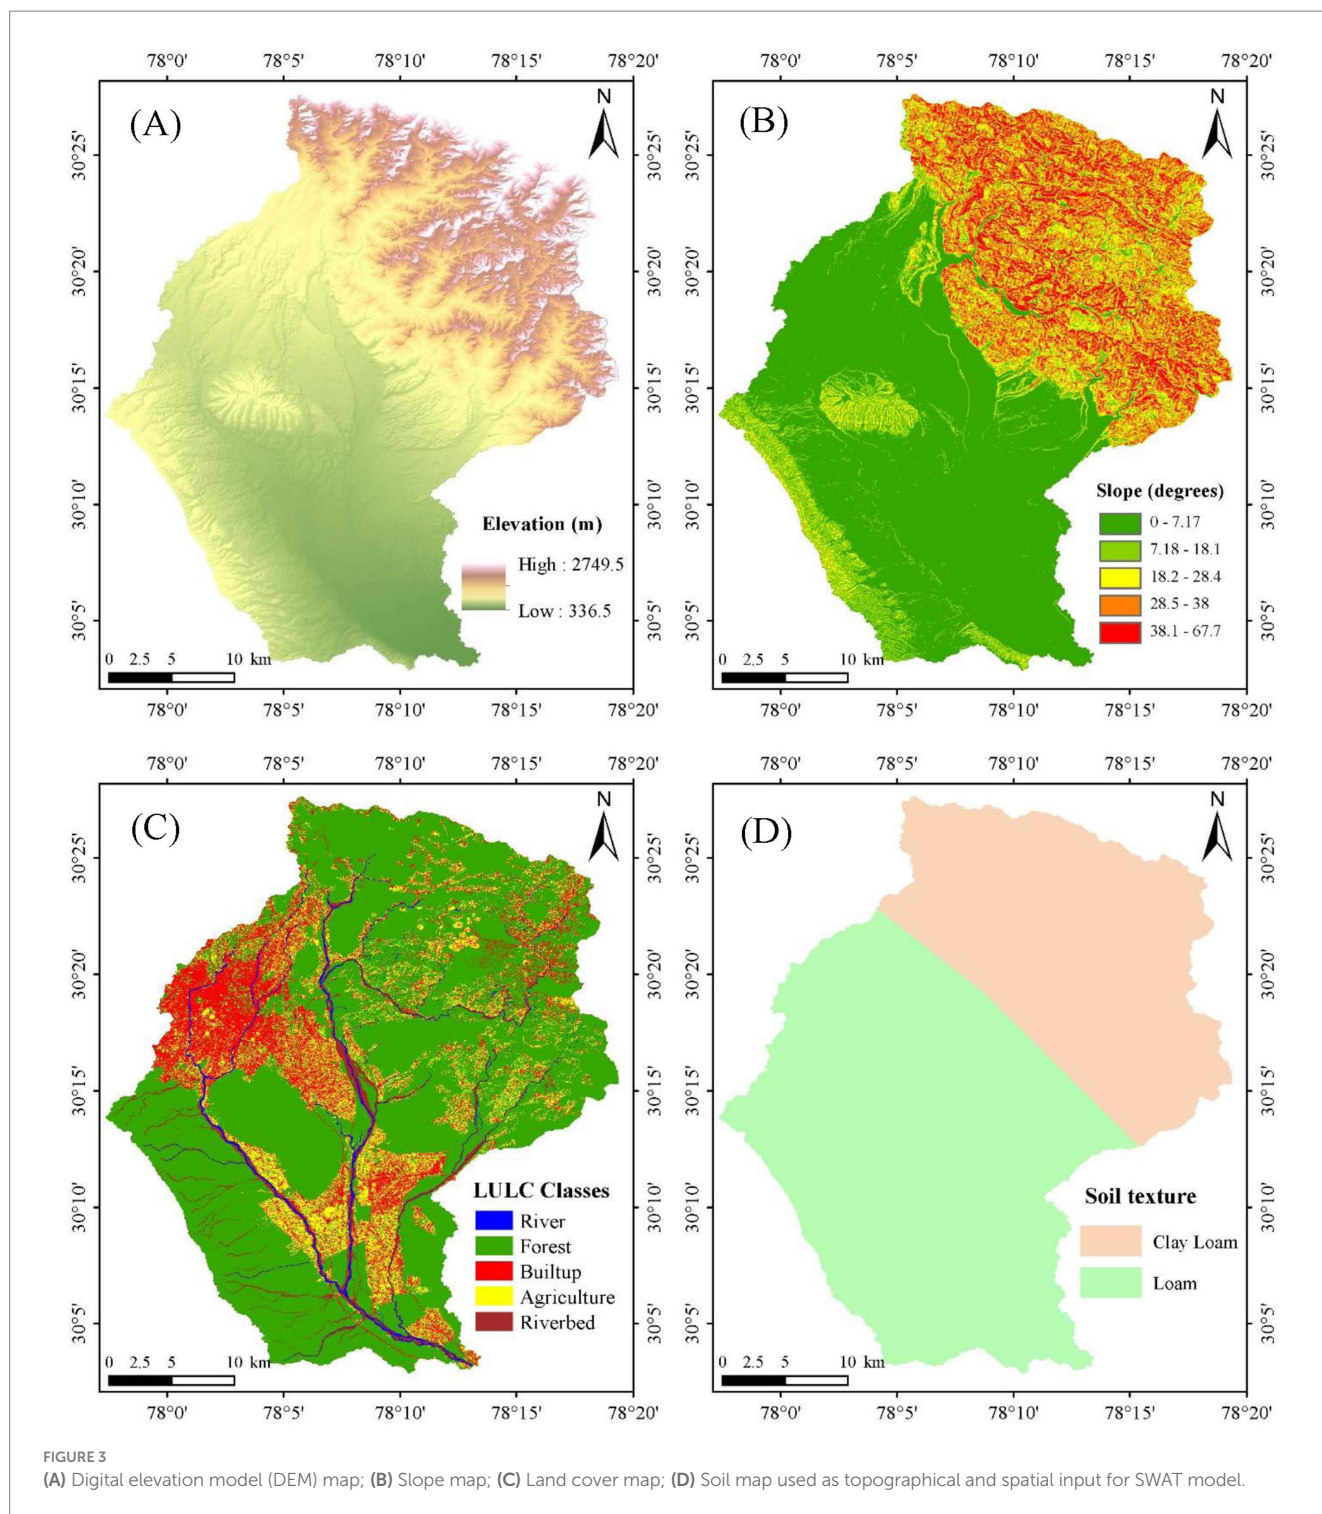 78°0' 78°5' 78°10' 78°15' 78°20'
(A)
N
30°25' 30°20' 30°15' 30°10' 30°5'
30°25' 30°20' 30°15' 30°10' 30°5'
Elevation (m)
High : 2749.5
Low : 336.5
0 2.5 5 10 km
78°0' 78°5' 78°10' 78°15' 78°20'
78°0' 78°5' 78°10' 78°15' 78°20'
(B)
N
30°25' 30°20' 30°15' 30°10' 30°5'
30°25' 30°20' 30°15' 30°10' 30°5'
Slope (degrees)
0 - 7.17
7.18 - 18.1
18.2 - 28.4
28.5 - 38
38.1 - 67.7
0 2.5 5 10 km
78°0' 78°5' 78°10' 78°15' 78°20'
78°0' 78°5' 78°10' 78°15' 78°20'
(C)
N
30°25' 30°20' 30°15' 30°10' 30°5'
30°25' 30°20' 30°15' 30°10' 30°5'
LULC Classes
River
Forest
Builtup
Agriculture
Riverbed
0 2.5 5 10 km
78°0' 78°5' 78°10' 78°15' 78°20'
78°0' 78°5' 78°10' 78°15' 78°20'
(D)
N
30°25' 30°20' 30°15' 30°10' 30°5'
30°25' 30°20' 30°15' 30°10' 30°5'
Soil texture
Clay Loam
Loam
0 2.5 5 10 km
78°0' 78°5' 78°10' 78°15' 78°20'
FIGURE 3
(A) Digital elevation model (DEM) map; (B) Slope map; (C) Land cover map; (D) Soil map used as topographical and spatial input for SWAT model.